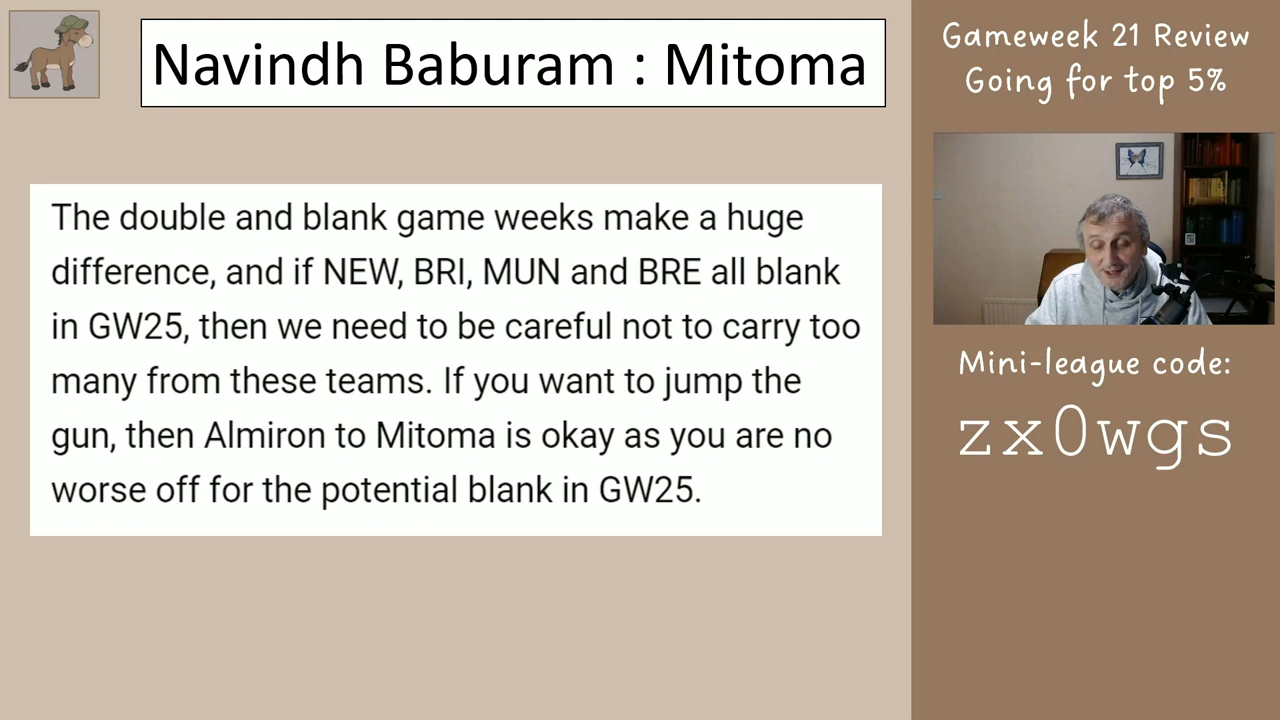 Navindh Baburam : Mitoma
The double and blank game weeks make a huge
difference, and if NEW, BRI, MUN and BRE all blank
in GW25, then we need to be careful not to carry too
many from these teams. If you want to jump the
gun, then Almiron to Mitoma is okay as you are no
worse off for the potential blank in GW25.
Gameweek 21 Review
Going for top 5%
Mini-league code:
zx0wgs